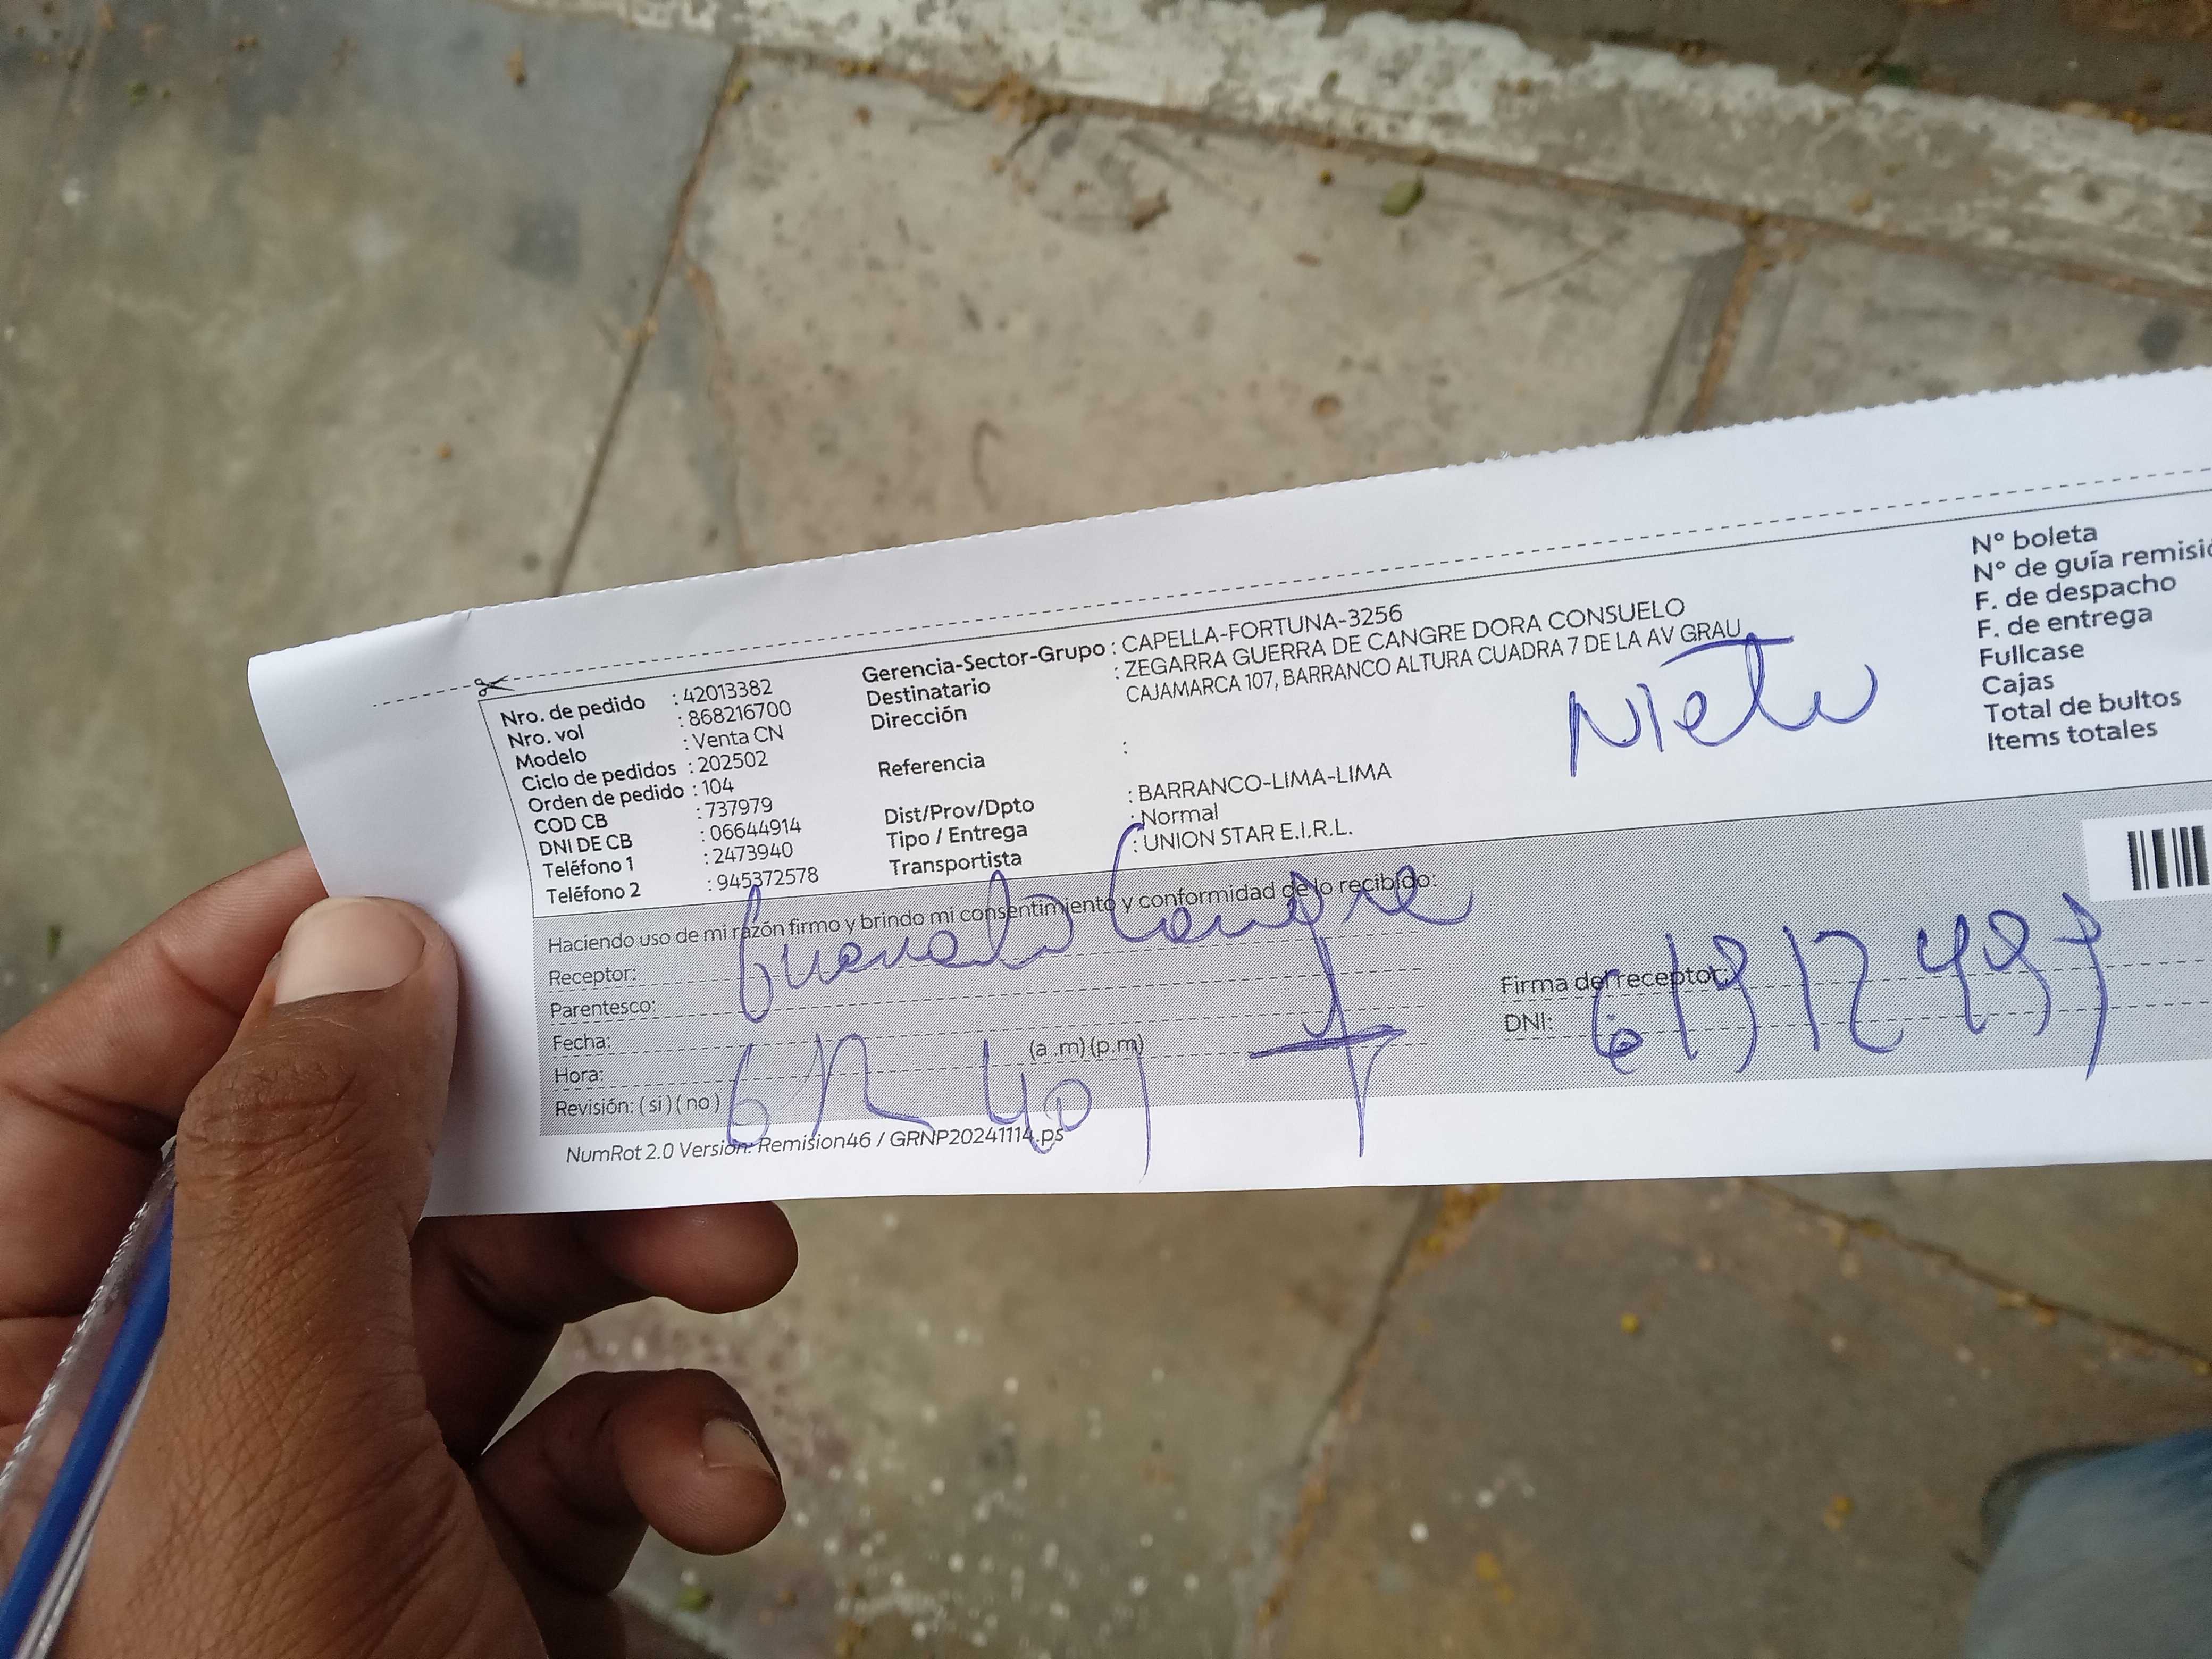 Nro. de pedido : 42013382
Nro. vol : 868216700
Modelo : Venta CN
Ciclo de pedidos : 202502
Orden de pedido : 104
COD CB : 737979
DNI DE CB : 06644914
Teléfono 1 : 2473940
Teléfono 2 : 945372578
Gerencia-Sector-Grupo : CAPELLA-FORTUNA-3256
Destinatario : ZEGARRA GUERRA DE CANGRE DORA CONSUELO
Dirección CAJAMARCA 107, BARRANCO ALTURA CUADRA 7 DE LA AV GRAU
Referencia :
Dist/Prov/Dpto : BARRANCO-LIMA-LIMA
Tipo / Entrega : Normal
Transportista : UNION STAR E.I.R.L.
Nieto
Nº boleta
Nº de guía remisió
F. de despacho
F. de entrega
Fullcase
Cajas
Total de bultos
Items totales
Haciendo uso de mi razón firmo y brindo mi consentimiento y conformidad de lo recibido:
Receptor: Cangre
Parentesco:
Fecha:
Hora: (a .m) (p.m)
Revisión: ( si ) ( no )
Firma del receptor:
DNI:
NumRot 2.0 Version: Remision46 / GRNP20241114.ps